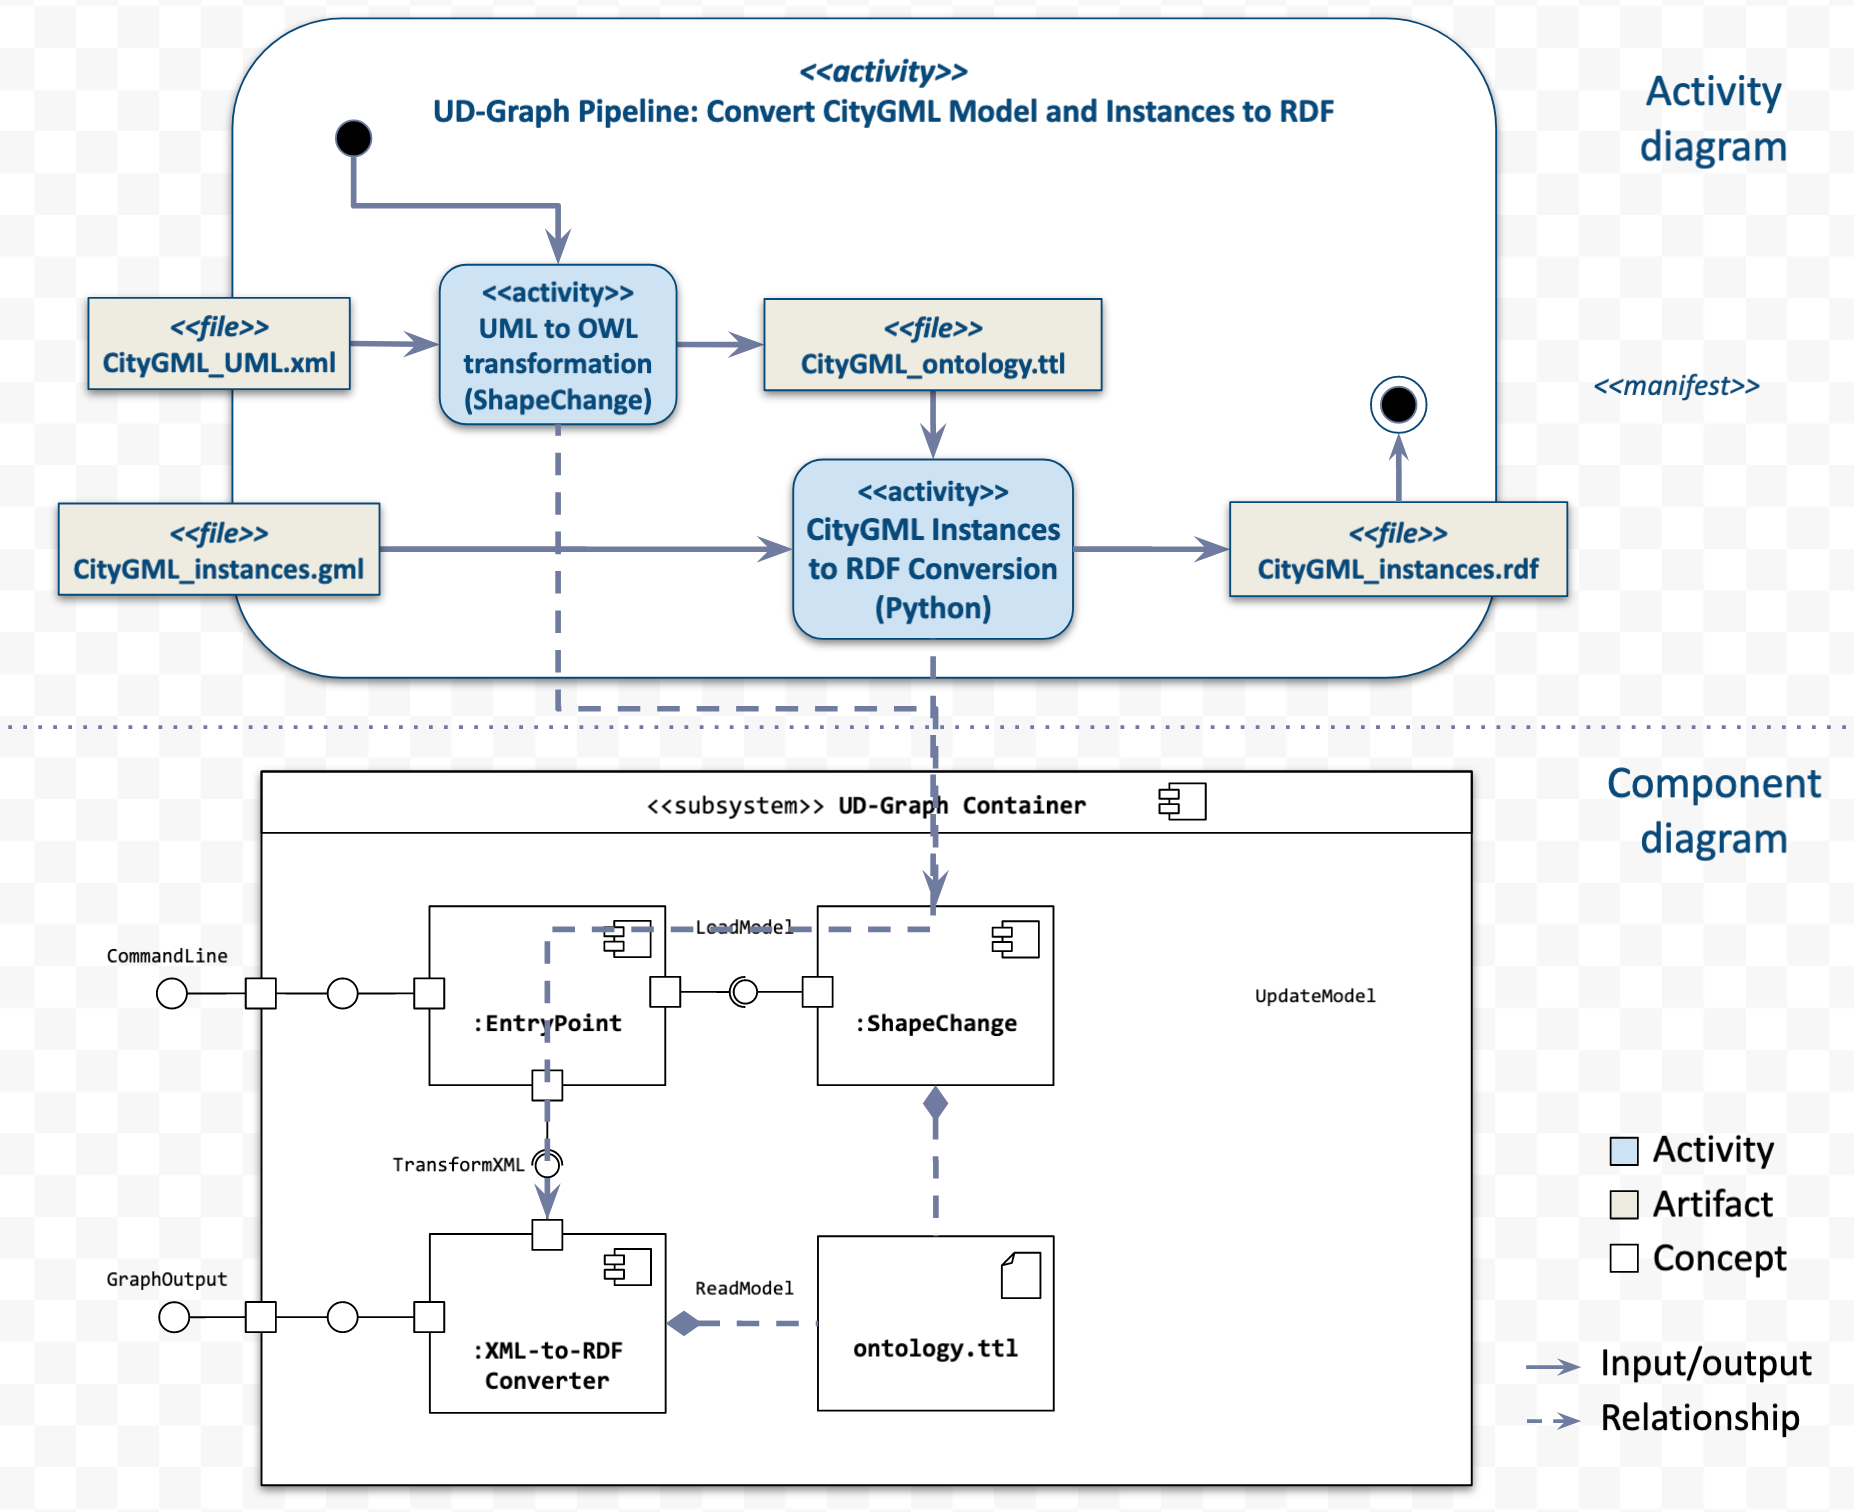 <<activity>>
UD-Graph Pipeline: Convert CityGML Model and Instances to RDF
Activity
diagram
<<activity>>
UML to OWL
transformation
(ShapeChange)
<<file>>
CityGML_UML.xml
<<file>>
CityGML_ontology.ttl
<<manifest>>
<<activity>>
CityGML Instances
to RDF Conversion
(Python)
<<file>>
CityGML_instances.gml
<<file>>
CityGML_instances.rdf
Component
diagram
<<subsystem>> UD-Graph Container
LoadModel
CommandLine
:EntryPoint
:ShapeChange
UpdateModel
TransformXML
GraphOutput
ReadModel
:XML-to-RDF
Converter
ontology.ttl
Activity
Artifact
Concept
Input/output
Relationship